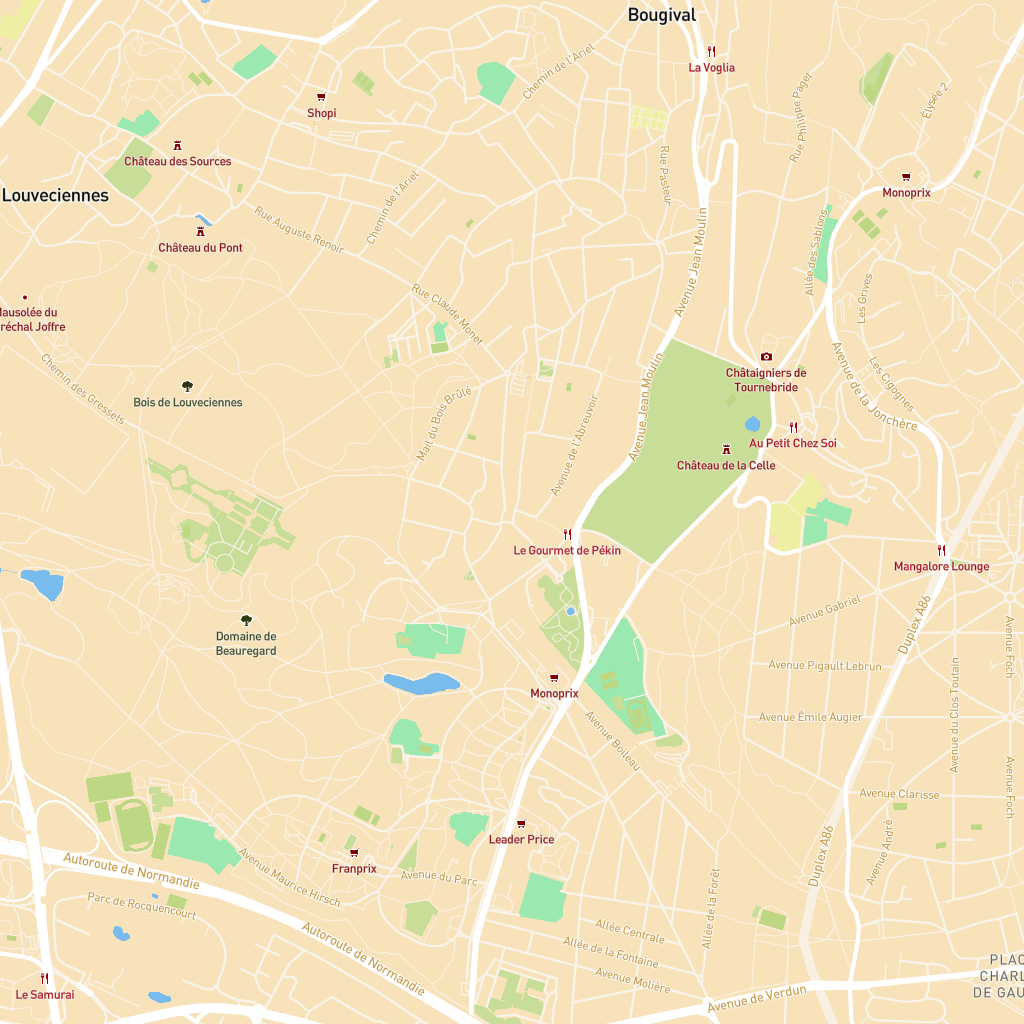 Bougival
La Voglia
Chemin de l'Ariel
Shopi
Rue Philippe Paget
Élysée 2
Château des Sources
Louveciennes
Rue Pasteur
Monoprix
Chemin de l'Ariel
Rue Auguste Renoir
Château du Pont
Avenue Jean Moulin
Allée des Sablons
Les Grives
Mausolée du
réchal Joffre
Rue Claude Monet
Chemin des Gressets
Châtaigniers de
Tournebride
Avenue de la Jonchère
Les Cigognes
Bois de Louveciennes
Mail du Bois Brûlé
Avenue Jean Moulin
Avenue de l'Abreuvoir
Au Petit Chez Soi
Château de la Celle
Le Gourmet de Pékin
Mangalore Lounge
Duplex A86
Avenue Gabriel
Avenue Foch
Domaine de
Beauregard
Avenue Pigault Lebrun
Monoprix
Avenue du Clos Toutain
Avenue Émile Augier
Avenue Boileau
Avenue Foch
Avenue Clarisse
Leader Price
Duplex A86
Avenue André
Franprix
Autoroute de Normandie
Avenue Maurice Hirsch
Avenue du Parc
Allée de la Forêt
Parc de Rocquencourt
Allée Centrale
Autoroute de Normandie
Allée de la Fontaine
Avenue Molière
Le Samurai
Avenue de Verdun
PLAC
CHARL
DE GAU